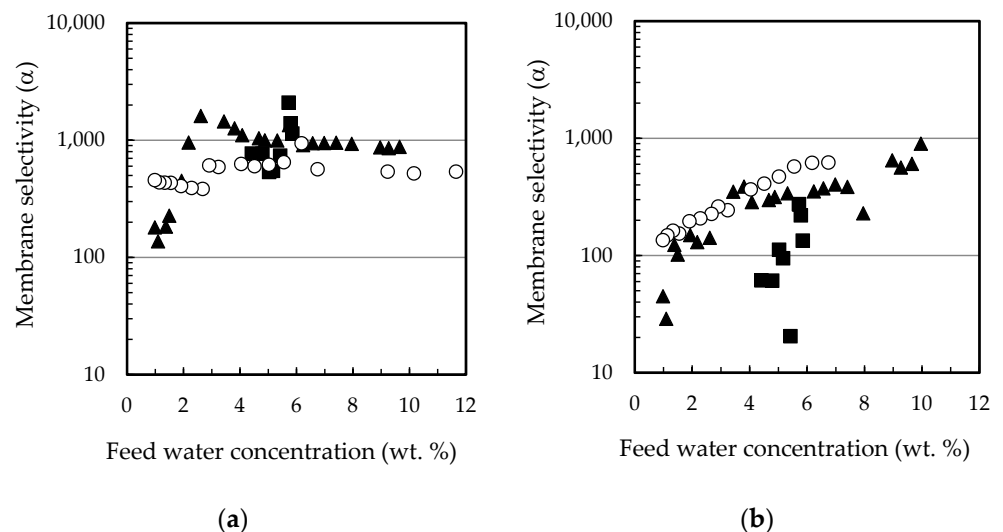 10,000
1,000
100
10
Membrane selectivity (α)
0 2 4 6 8 10 12
Feed water concentration (wt. %)
(a)
10,000
1,000
100
10
Membrane selectivity (α)
0 2 4 6 8 10 12
Feed water concentration (wt. %)
(b)